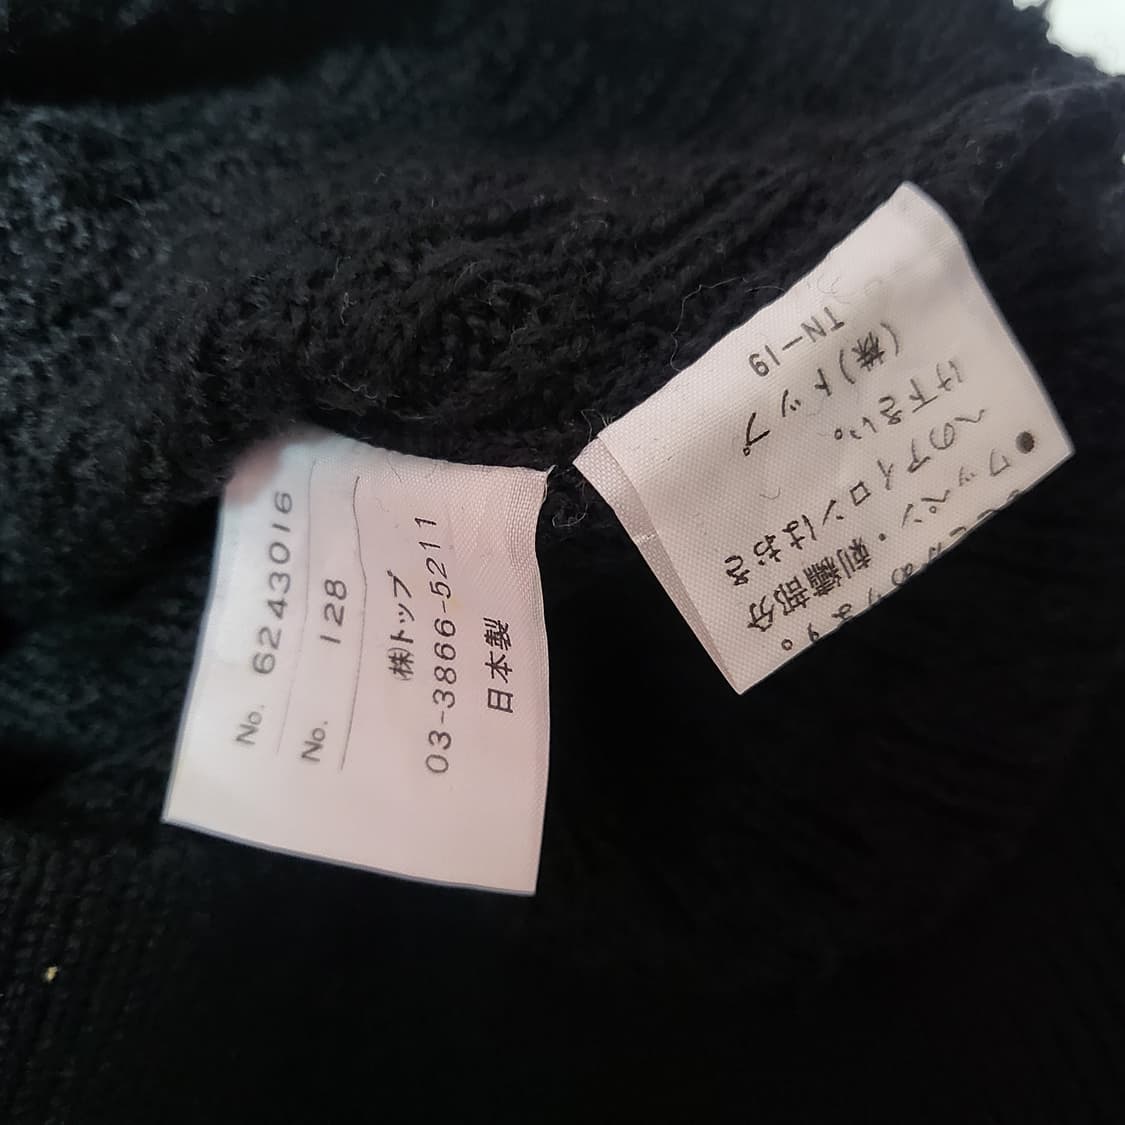 No. 6243016
No. 128
(株)トップ
03-3866-5211
日本製
●ワッペン・刺繍部分
へのアイロンはおさ
け下さい。
(株)トップ
TN-19